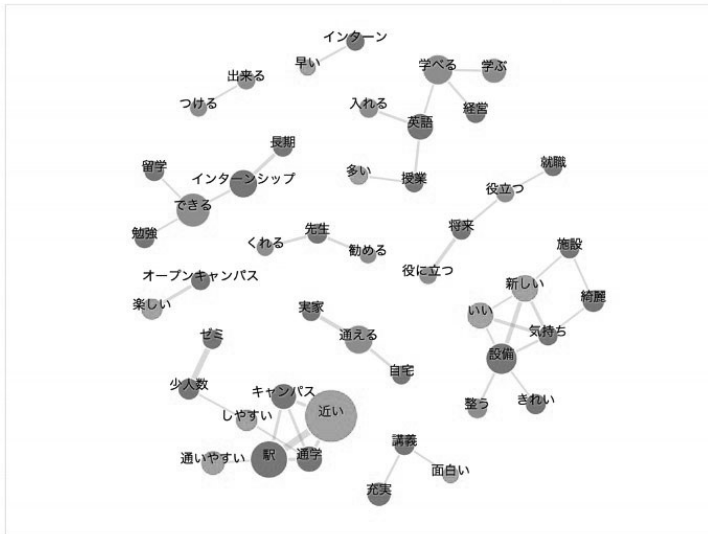 インターン
早い
学べる
学ぶ
出来る
つける
入れる
経営
英語
長期
留学
インターンシップ
多い
授業
就職
役立つ
できる
勉強
先生
将来
くれる
勧める
施設
オープンキャンパス
役に立つ
新しい
楽しい
実家
いい
綺麗
ゼミ
通える
気持ち
設備
少人数
自宅
キャンパス
しやすい
近い
整う
きれい
講義
通いやすい
駅
通学
面白い
充実